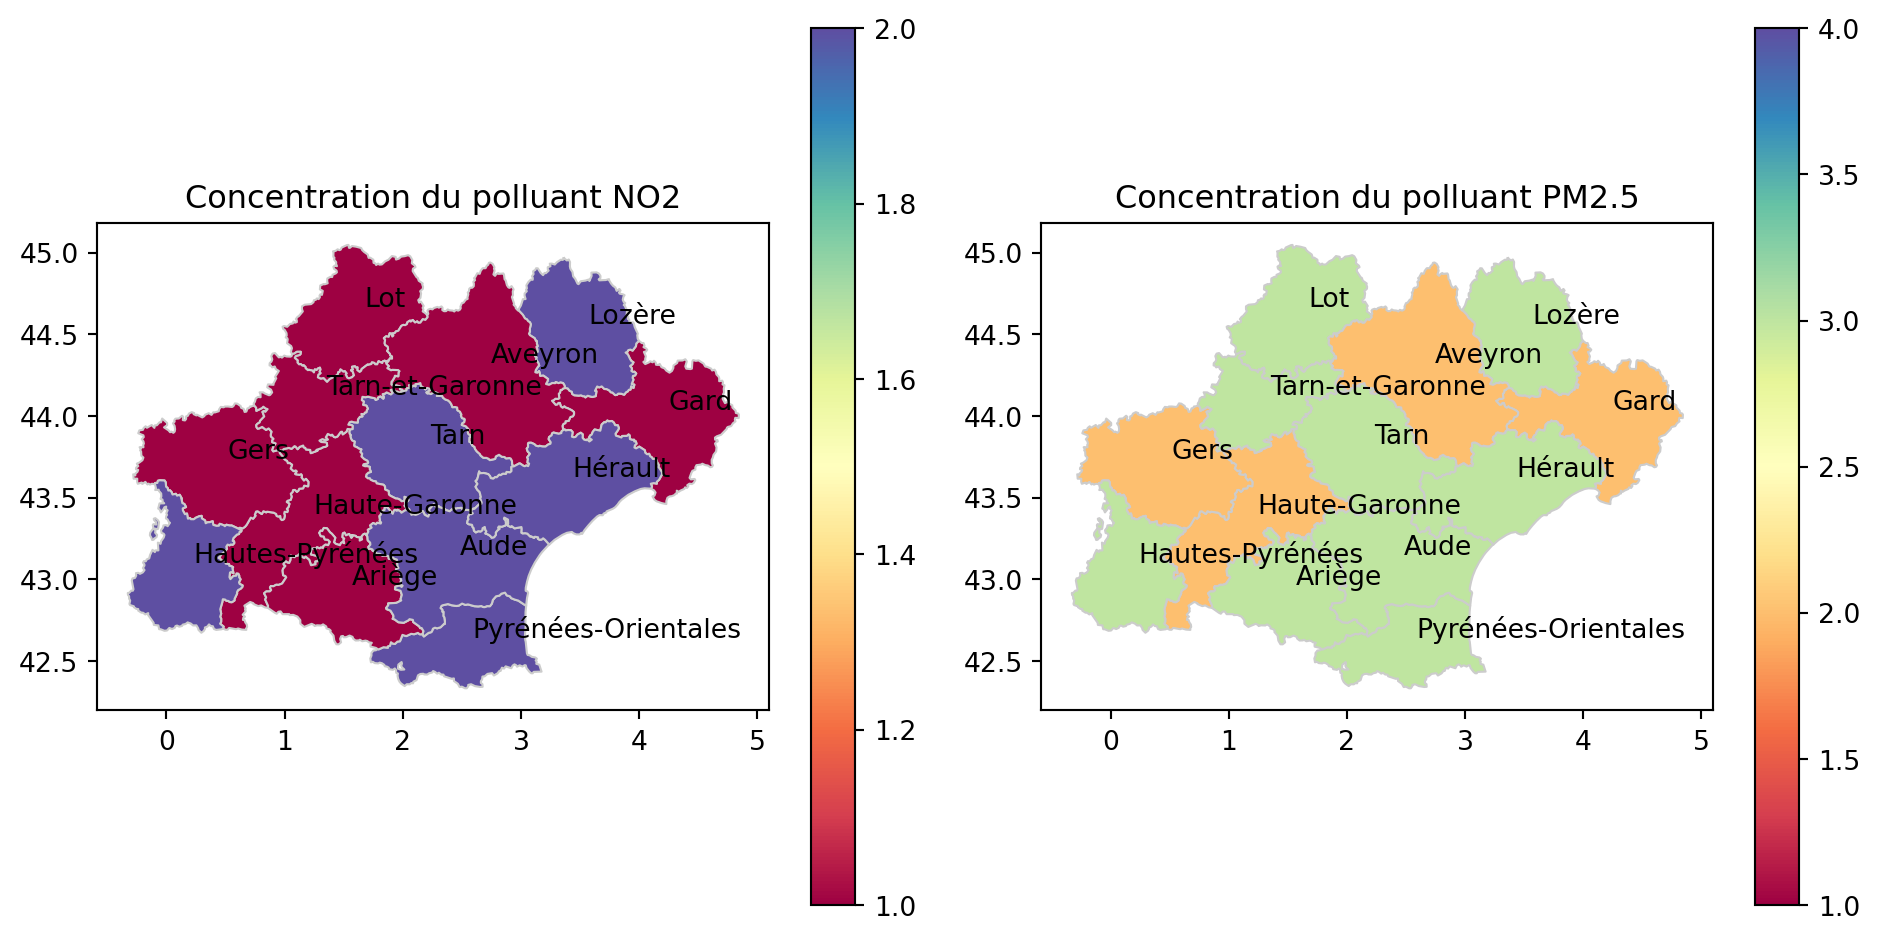 Concentration du polluant NO2
45.0
44.5
44.0
43.5
43.0
42.5
0 1 2 3 4 5
Lot
Lozère
Aveyron
Tarn-et-Garonne
Gard
Tarn
Gers
Hérault
Haute-Garonne
Aude
Hautes-Pyrénées
Ariège
Pyrénées-Orientales
2.0
1.8
1.6
1.4
1.2
1.0
Concentration du polluant PM2.5
45.0
44.5
44.0
43.5
43.0
42.5
0 1 2 3 4 5
Lot
Lozère
Aveyron
Tarn-et-Garonne
Gard
Tarn
Gers
Hérault
Haute-Garonne
Aude
Hautes-Pyrénées
Ariège
Pyrénées-Orientales
4.0
3.5
3.0
2.5
2.0
1.5
1.0